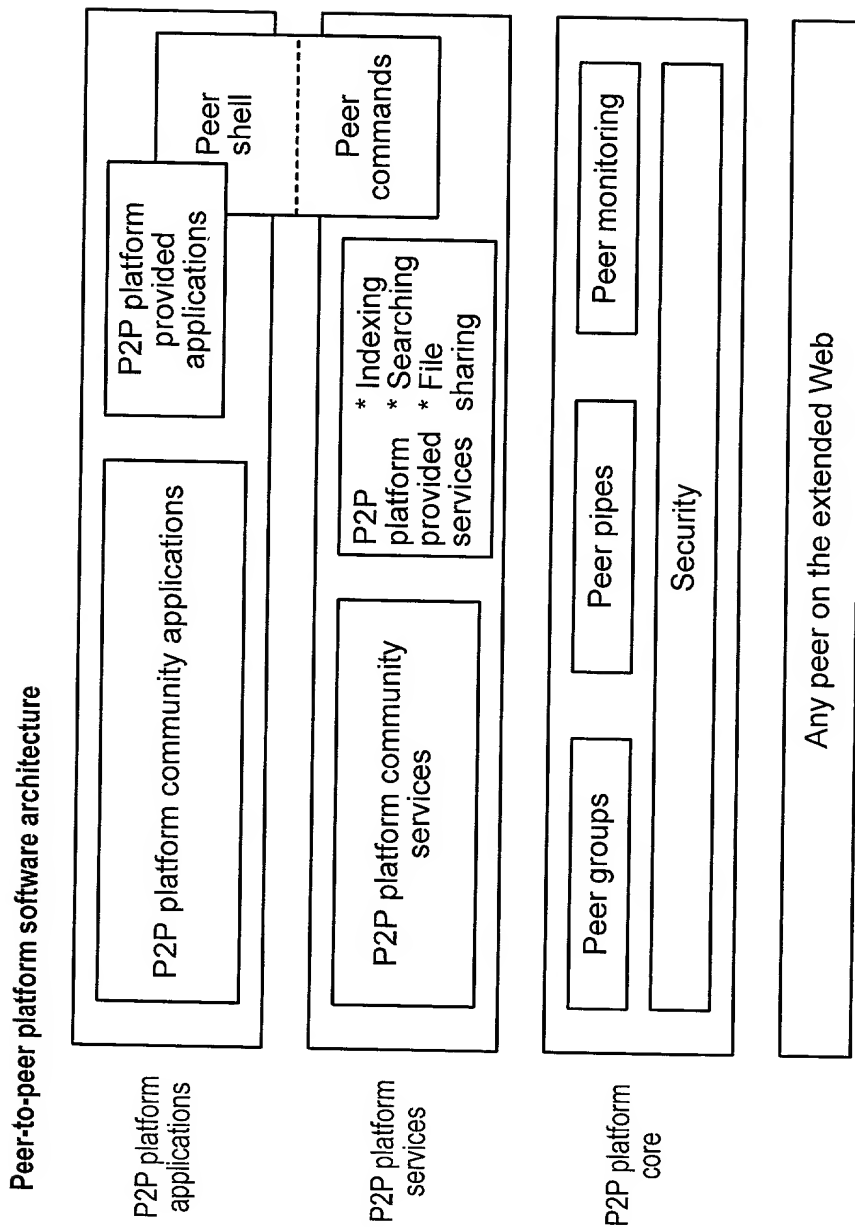 Peer-to-peer platform software architecture
P2P platform
applications
P2P platform community applications
P2P platform
provided
applications
Peer
shell
Peer
commands
P2P platform
services
P2P platform community
services
P2P
platform
provided
services
* Indexing
* Searching
* File
sharing
P2P platform
core
Peer groups
Peer pipes
Peer monitoring
Security
Any peer on the extended Web